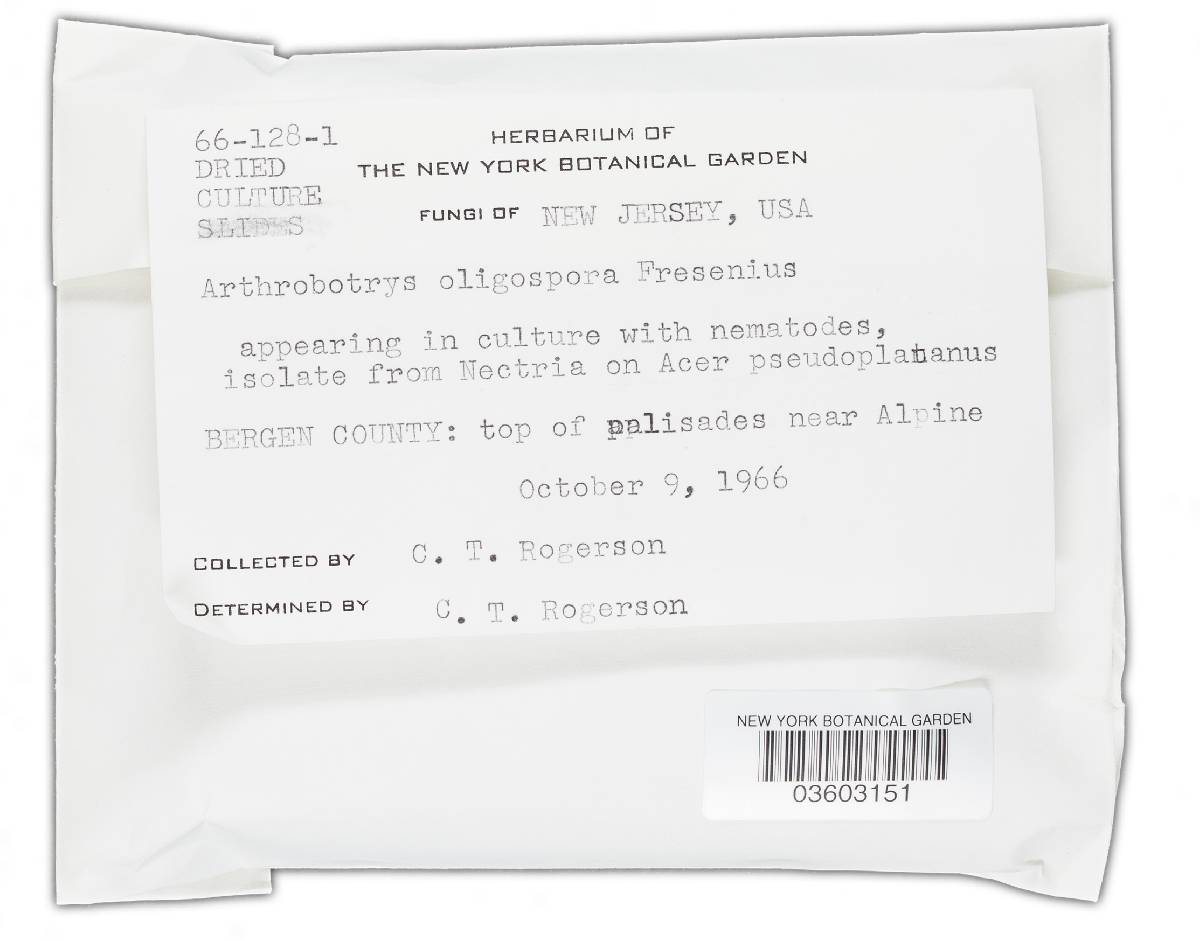 66-128-1
DRIED
CULTURE
SLIDES
HERBARIUM OF
THE NEW YORK BOTANICAL GARDEN
FUNGI OF NEW JERSEY, USA
Arthrobotrys oligospora Fresenius
appearing in culture with nematodes,
isolate from Nectria on Acer pseudoplatanus
BERGEN COUNTY: top of palisades near Alpine
October 9, 1966
COLLECTED BY C. T. Rogerson
DETERMINED BY C. T. Rogerson
NEW YORK BOTANICAL GARDEN
03603151